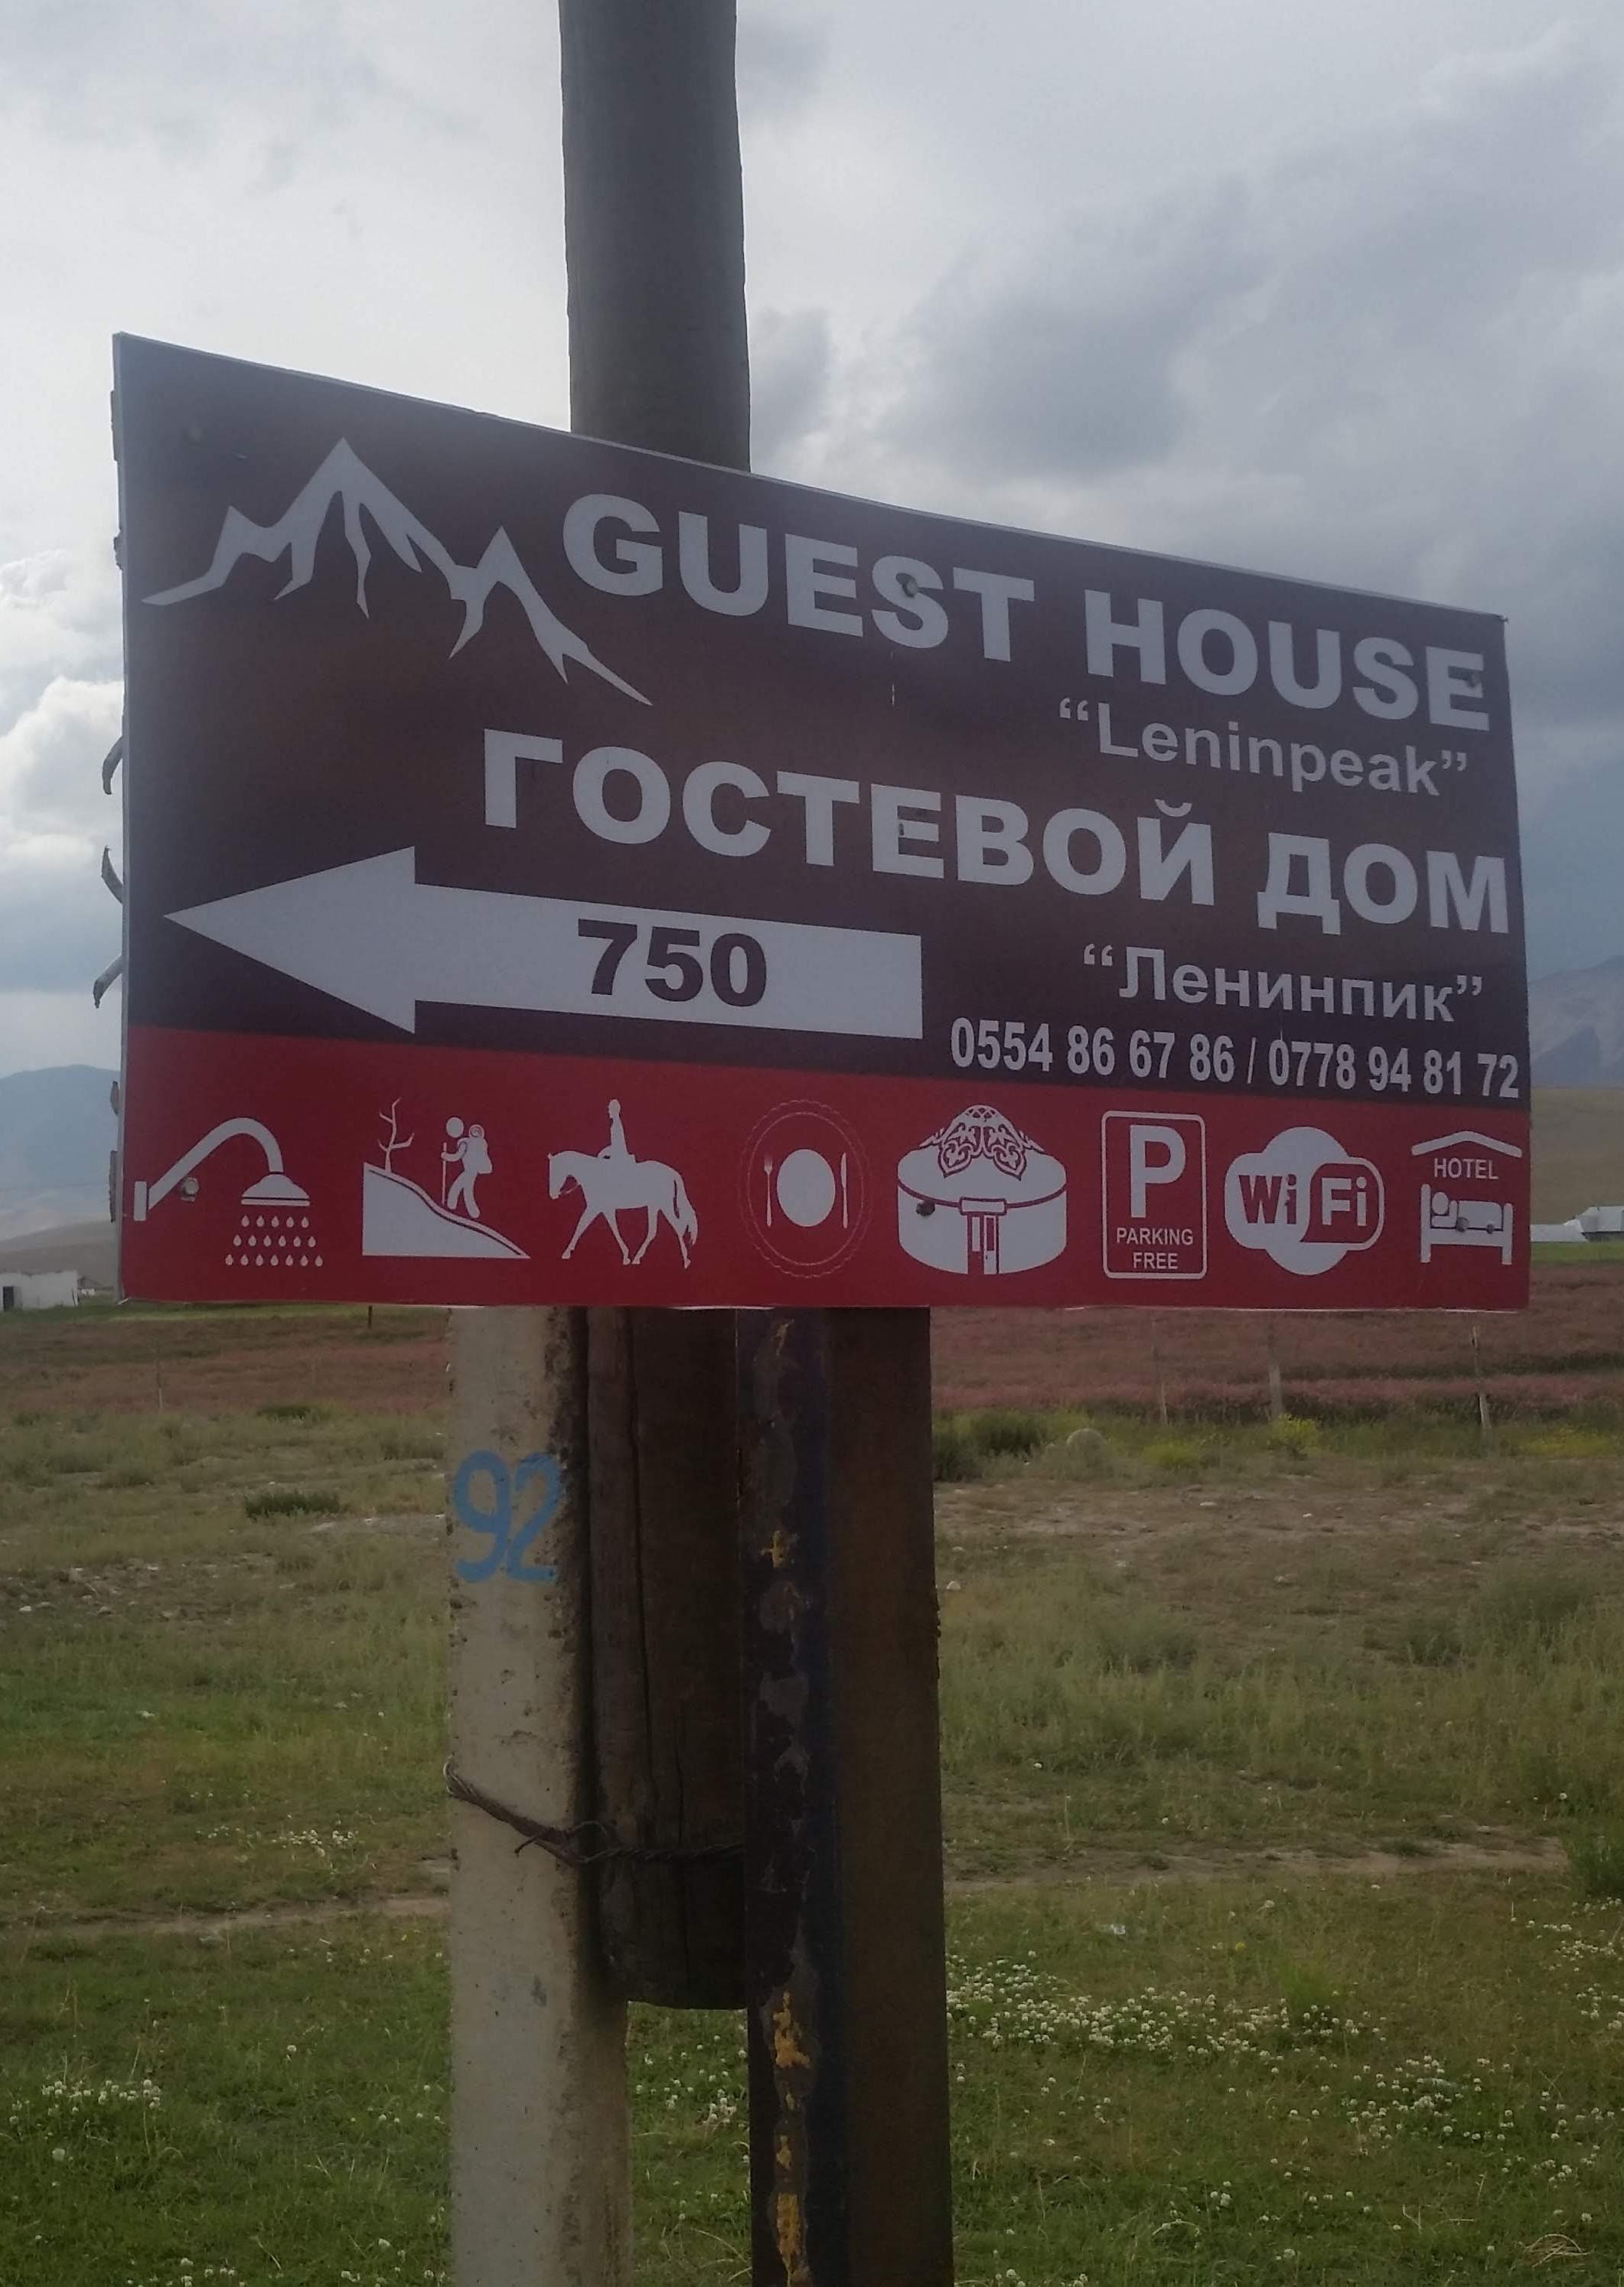 GUEST HOUSE
“Leninpeak”
ГОСТЕВОЙ ДОМ
750
“Ленинпик”
0554 86 67 86 / 0778 94 81 72
P
PARKING
FREE
Wi Fi
HOTEL
92